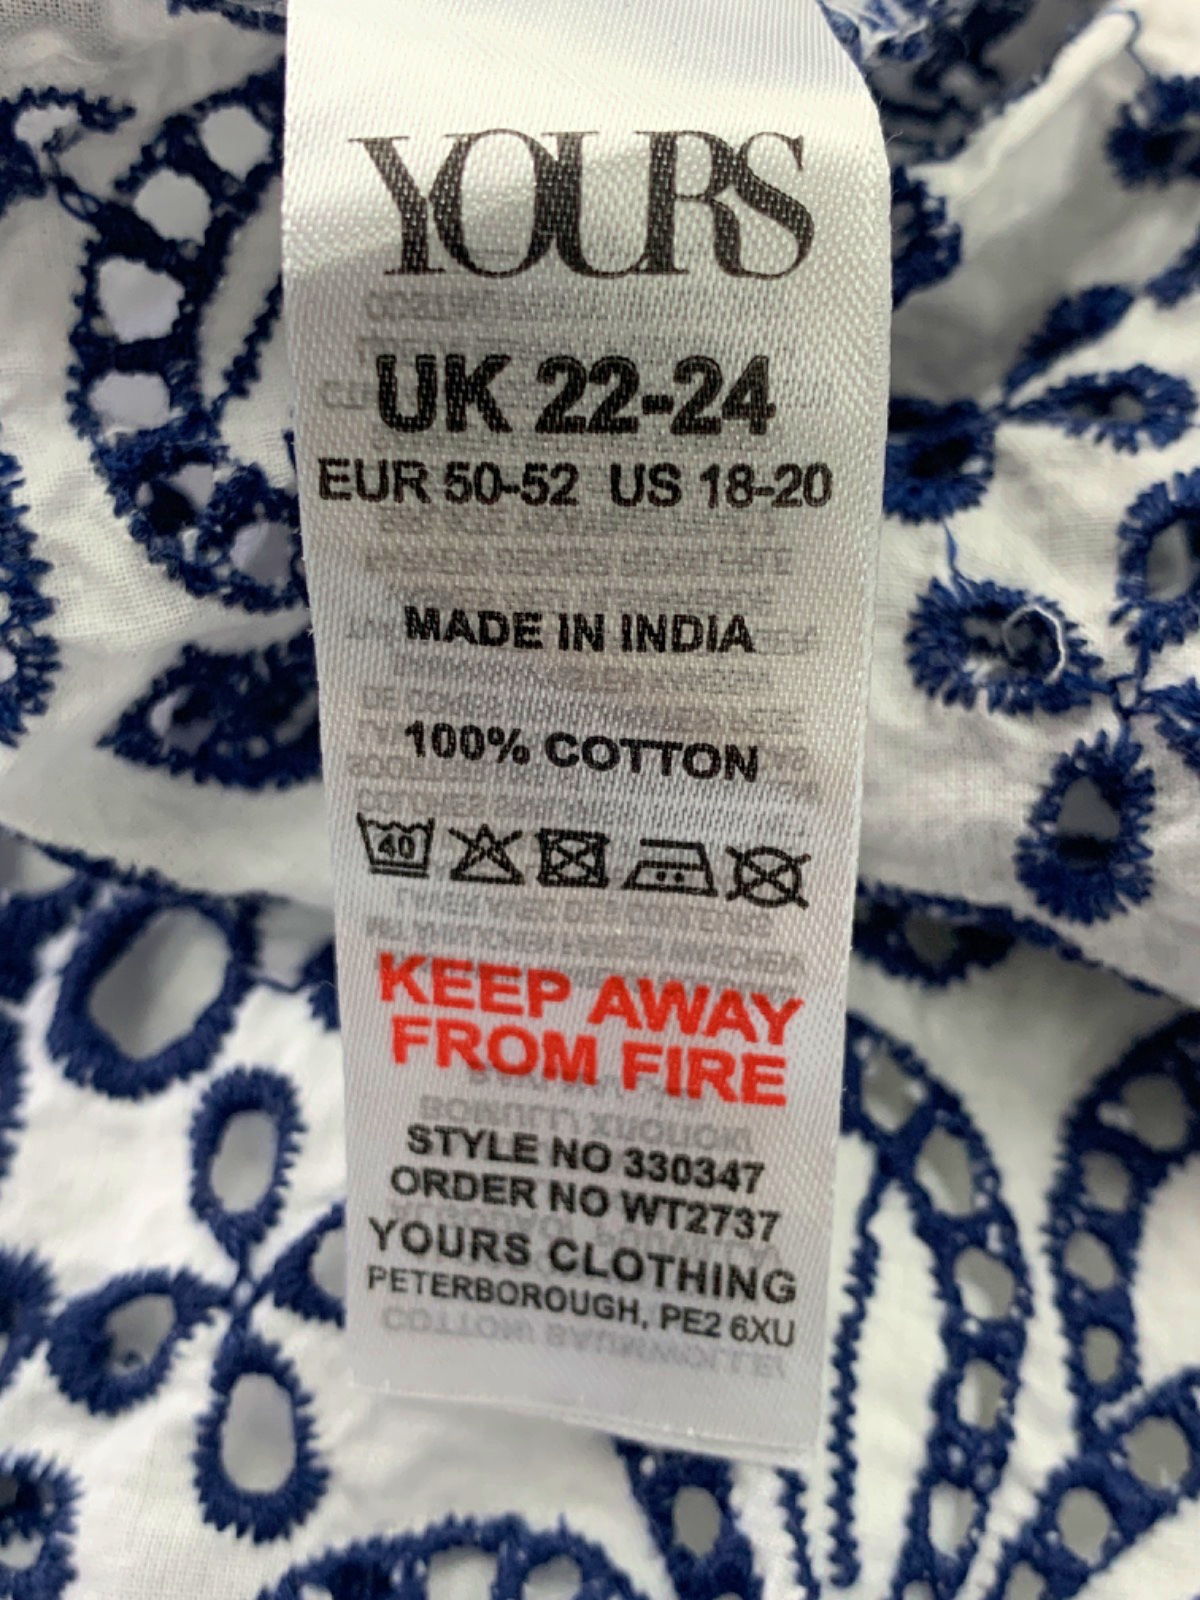 YOURS
UK 22-24
EUR 50-52 US 18-20
MADE IN INDIA
100% COTTON
40
KEEP AWAY
FROM FIRE
STYLE NO 330347
ORDER NO WT2737
YOURS CLOTHING
PETERBOROUGH, PE2 6XU